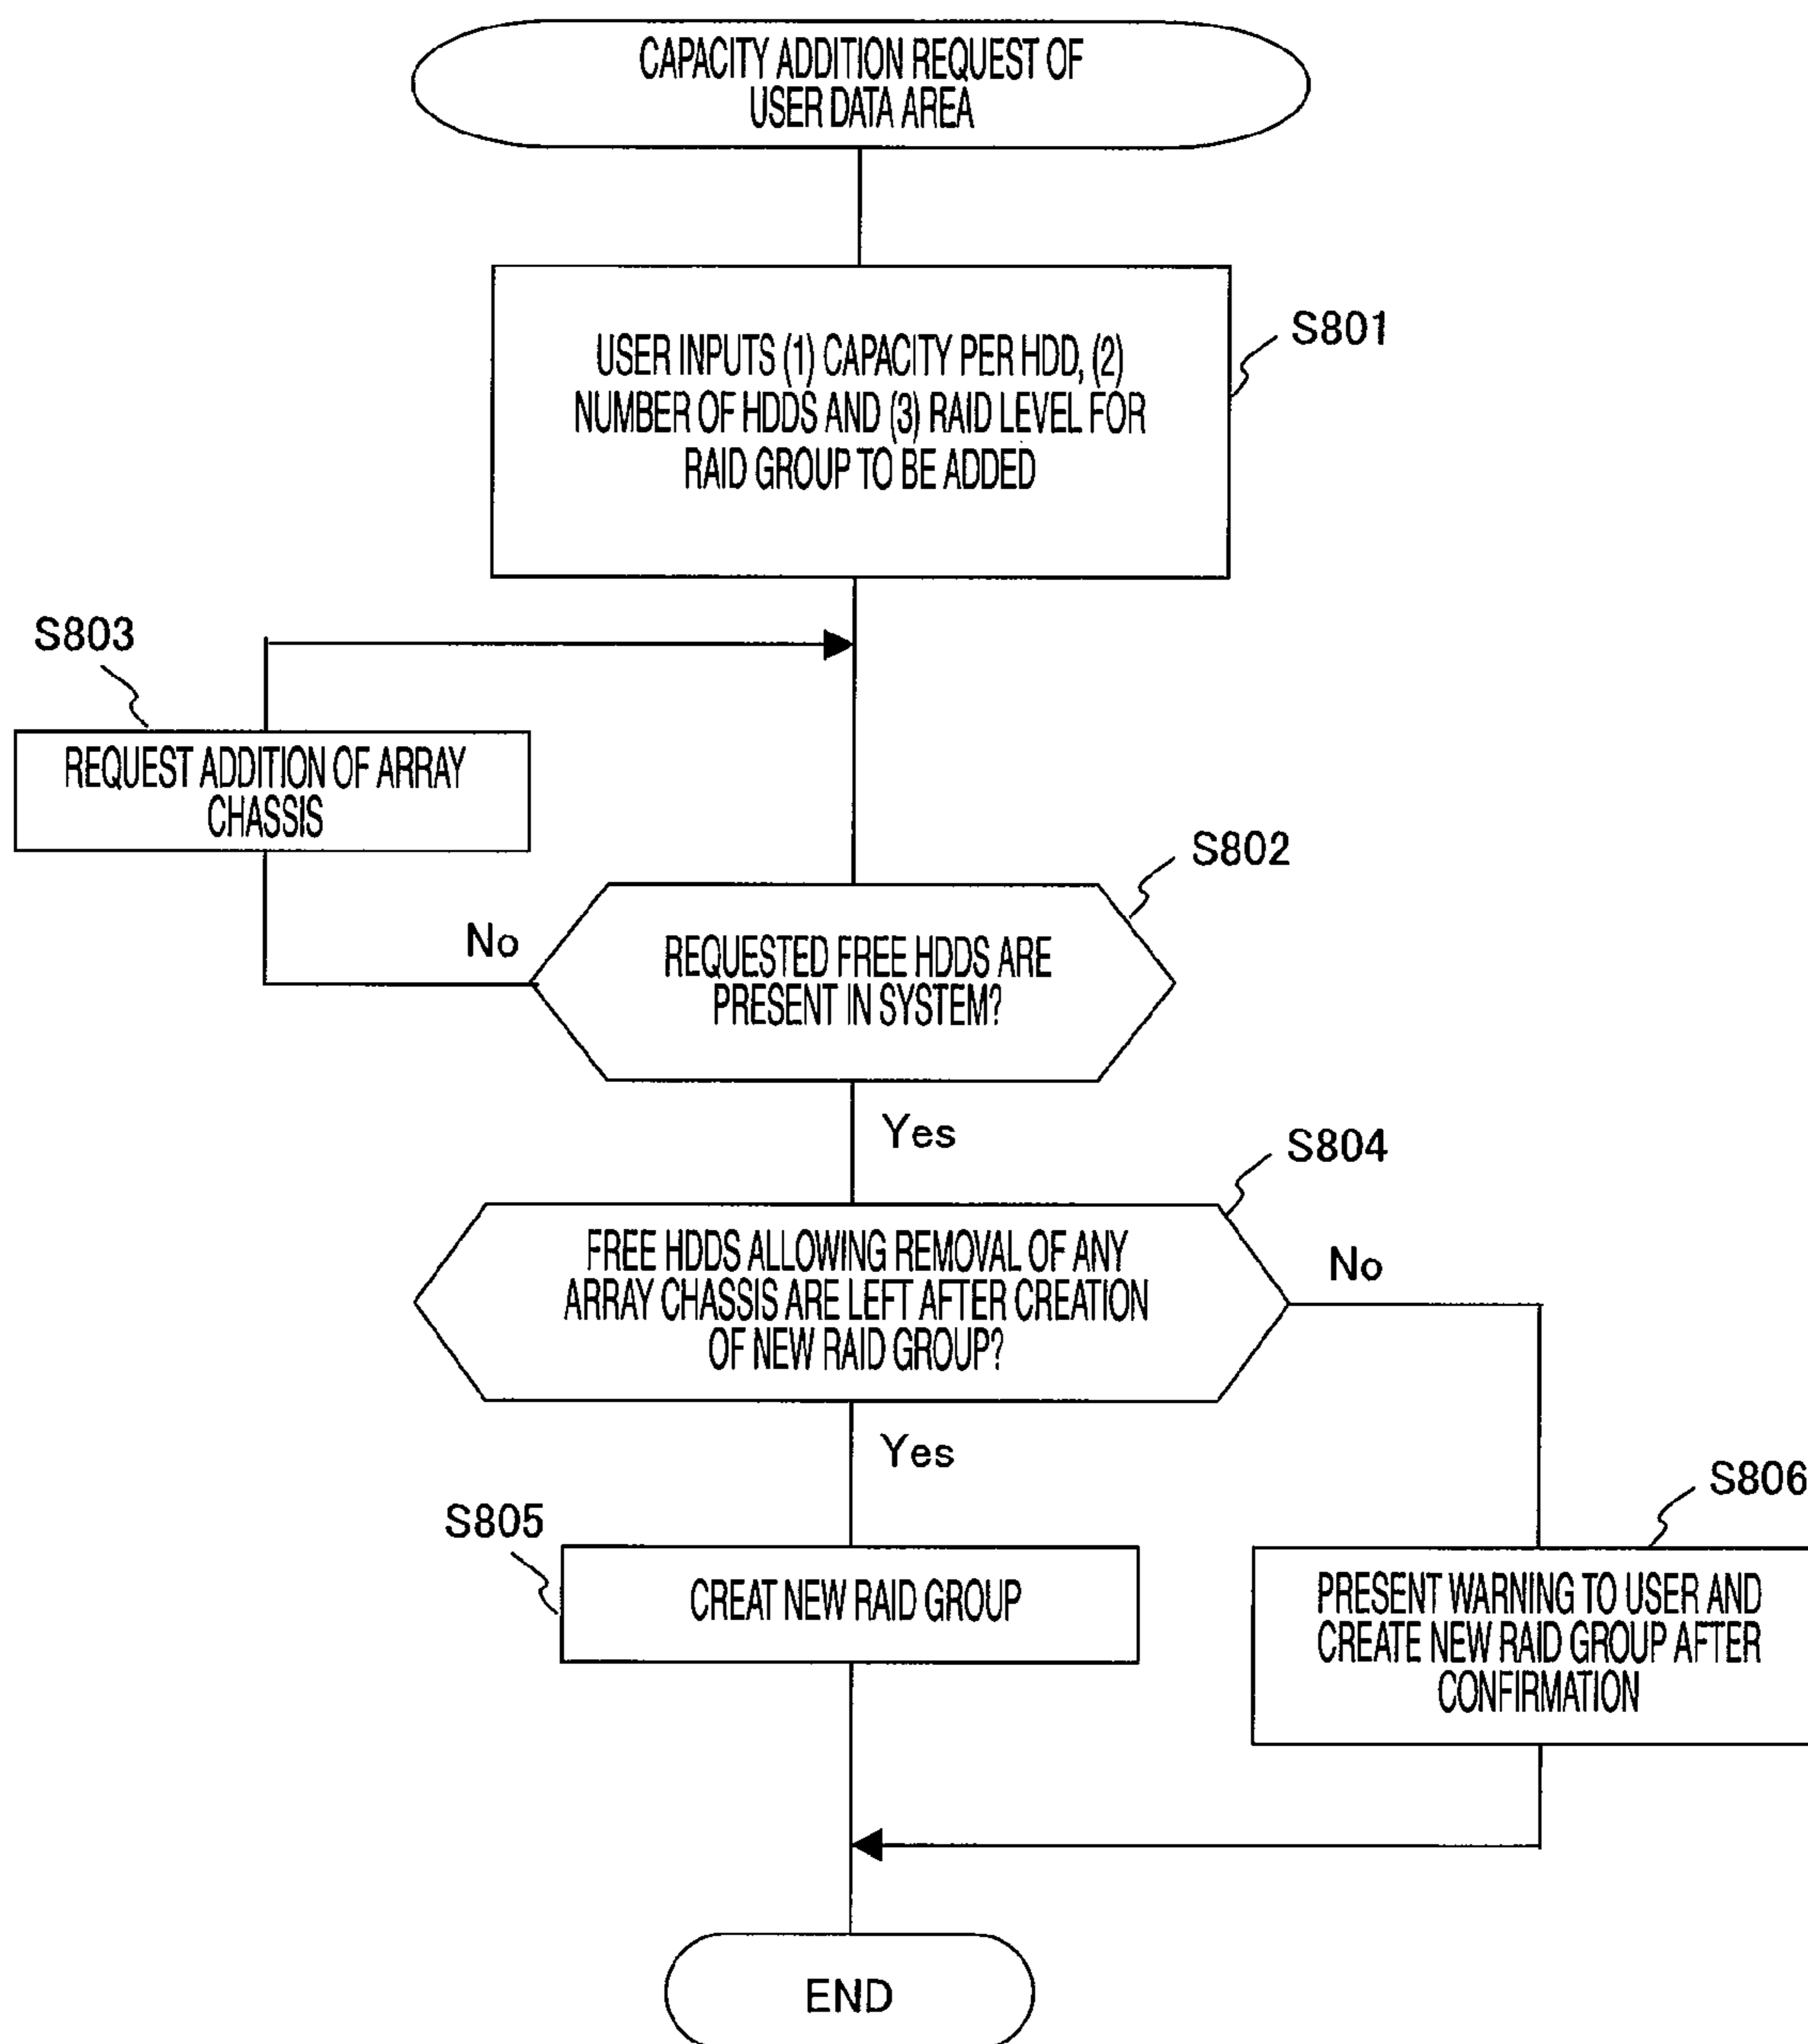 CAPACITY ADDITION REQUEST OF
USER DATA AREA
S801
USER INPUTS (1) CAPACITY PER HDD, (2)
NUMBER OF HDDS AND (3) RAID LEVEL FOR
RAID GROUP TO BE ADDED
S803
REQUEST ADDITION OF ARRAY
CHASSIS
S802
No
REQUESTED FREE HDDS ARE
PRESENT IN SYSTEM?
Yes
S804
FREE HDDS ALLOWING REMOVAL OF ANY
ARRAY CHASSIS ARE LEFT AFTER CREATION
OF NEW RAID GROUP?
No
Yes
S805
CREAT NEW RAID GROUP
S806
PRESENT WARNING TO USER AND
CREATE NEW RAID GROUP AFTER
CONFIRMATION
END